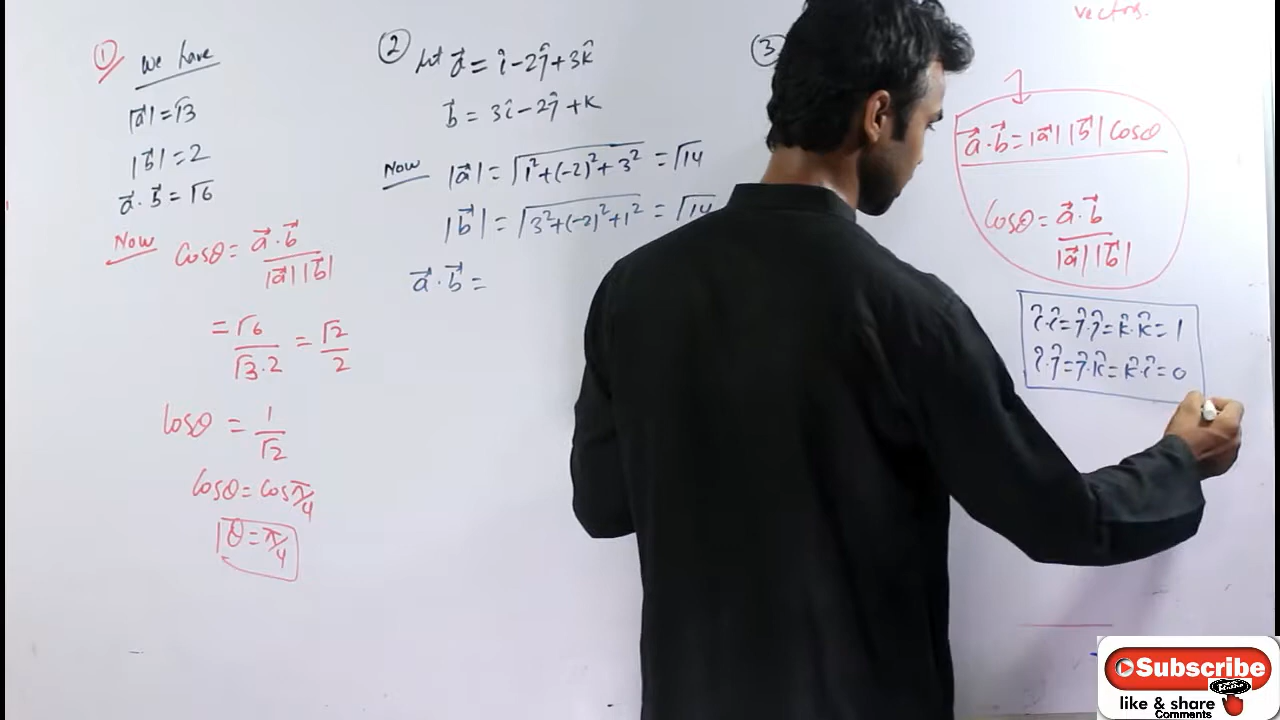 ① we have
|a⃗| = √3
|b⃗| = 2
a⃗ · b⃗ = √6
Now cosθ = a⃗ · b⃗ / |a⃗| |b⃗|
= √6 / √3 · 2 = √2 / 2
cosθ = 1 / √2
cosθ = cos π/4
θ = π/4
② let a⃗ = î - 2ĵ + 3k̂
b⃗ = 3î - 2ĵ + k
Now |a⃗| = √1² + (-2)² + 3² = √14
|b⃗| = √3² + (-2)² + 1² = √14
a⃗ · b⃗ =
③
vectors.
a⃗ · b⃗ = |a⃗| |b⃗| cosθ
cosθ = a⃗ · b⃗ / |a⃗| |b⃗|
î·î = ĵ·ĵ = k̂·k̂ = 1
î·ĵ = ĵ·k̂ = k̂·î = 0
Subscribe
like & share
Comments